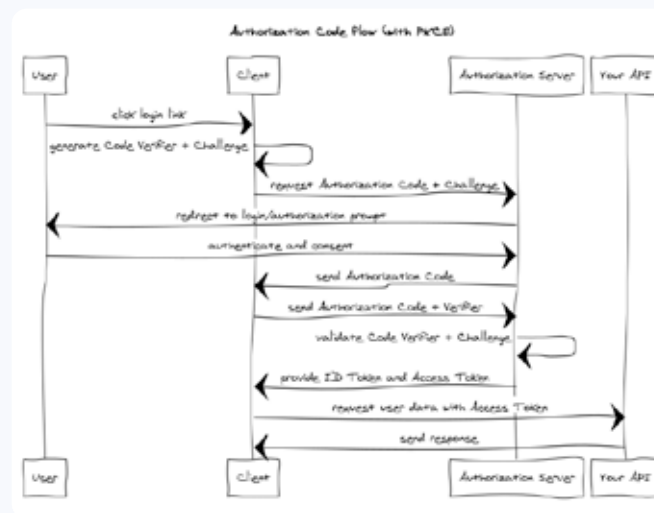 Authorization Code Flow (with PKCE)
User
Client
Authorization Server
Your API
click login link
generate Code Verifier + Challenge
request Authorization Code + Challenge
redirect to login/authorization prompt
authenticate and consent
send Authorization Code
send Authorization Code + Verifier
validate Code Verifier + Challenge
provide ID Token and Access Token
request user data with Access Token
send response
User
Client
Authorization Server
Your API